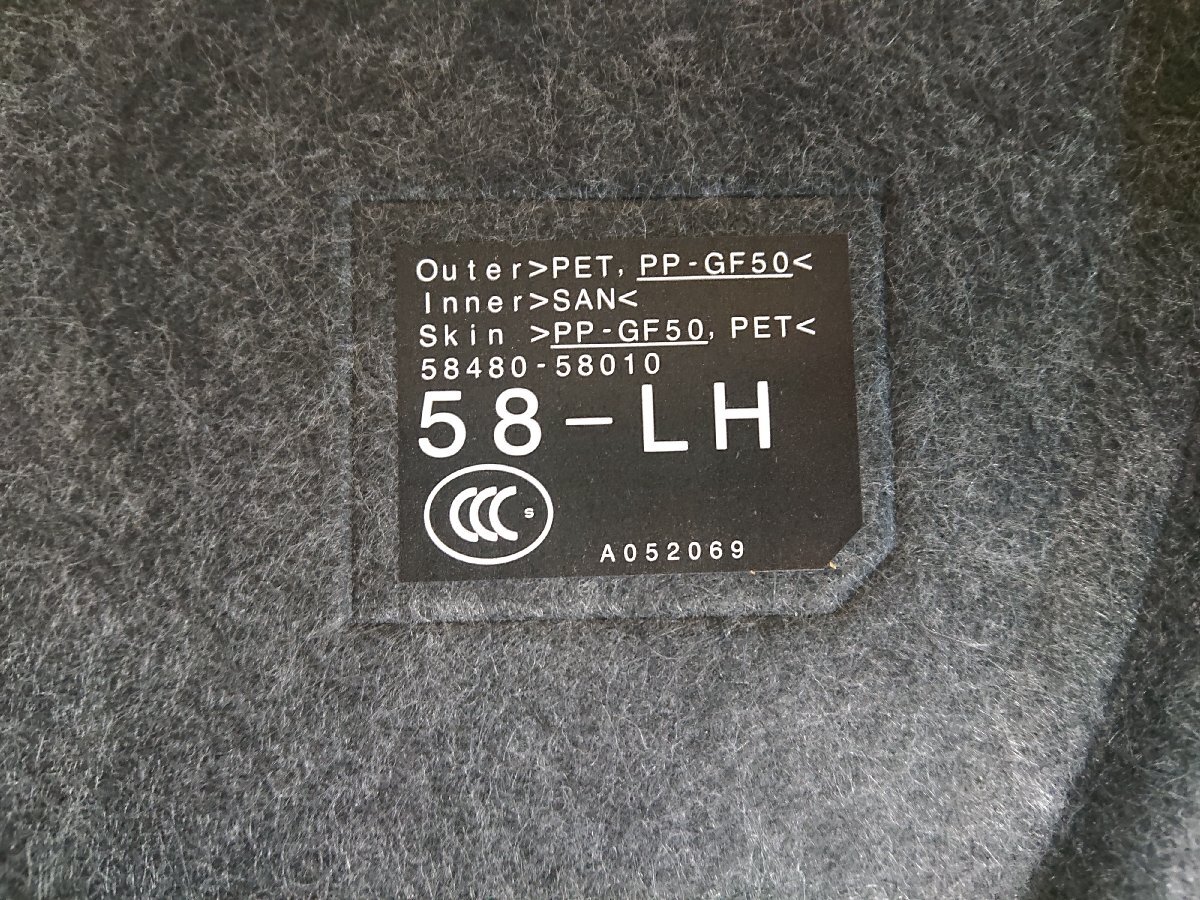 Outer>PET, PP-GF50<
Inner>SAN<
Skin >PP-GF50, PET<
58480-58010
58-LH
CCC S
A052069